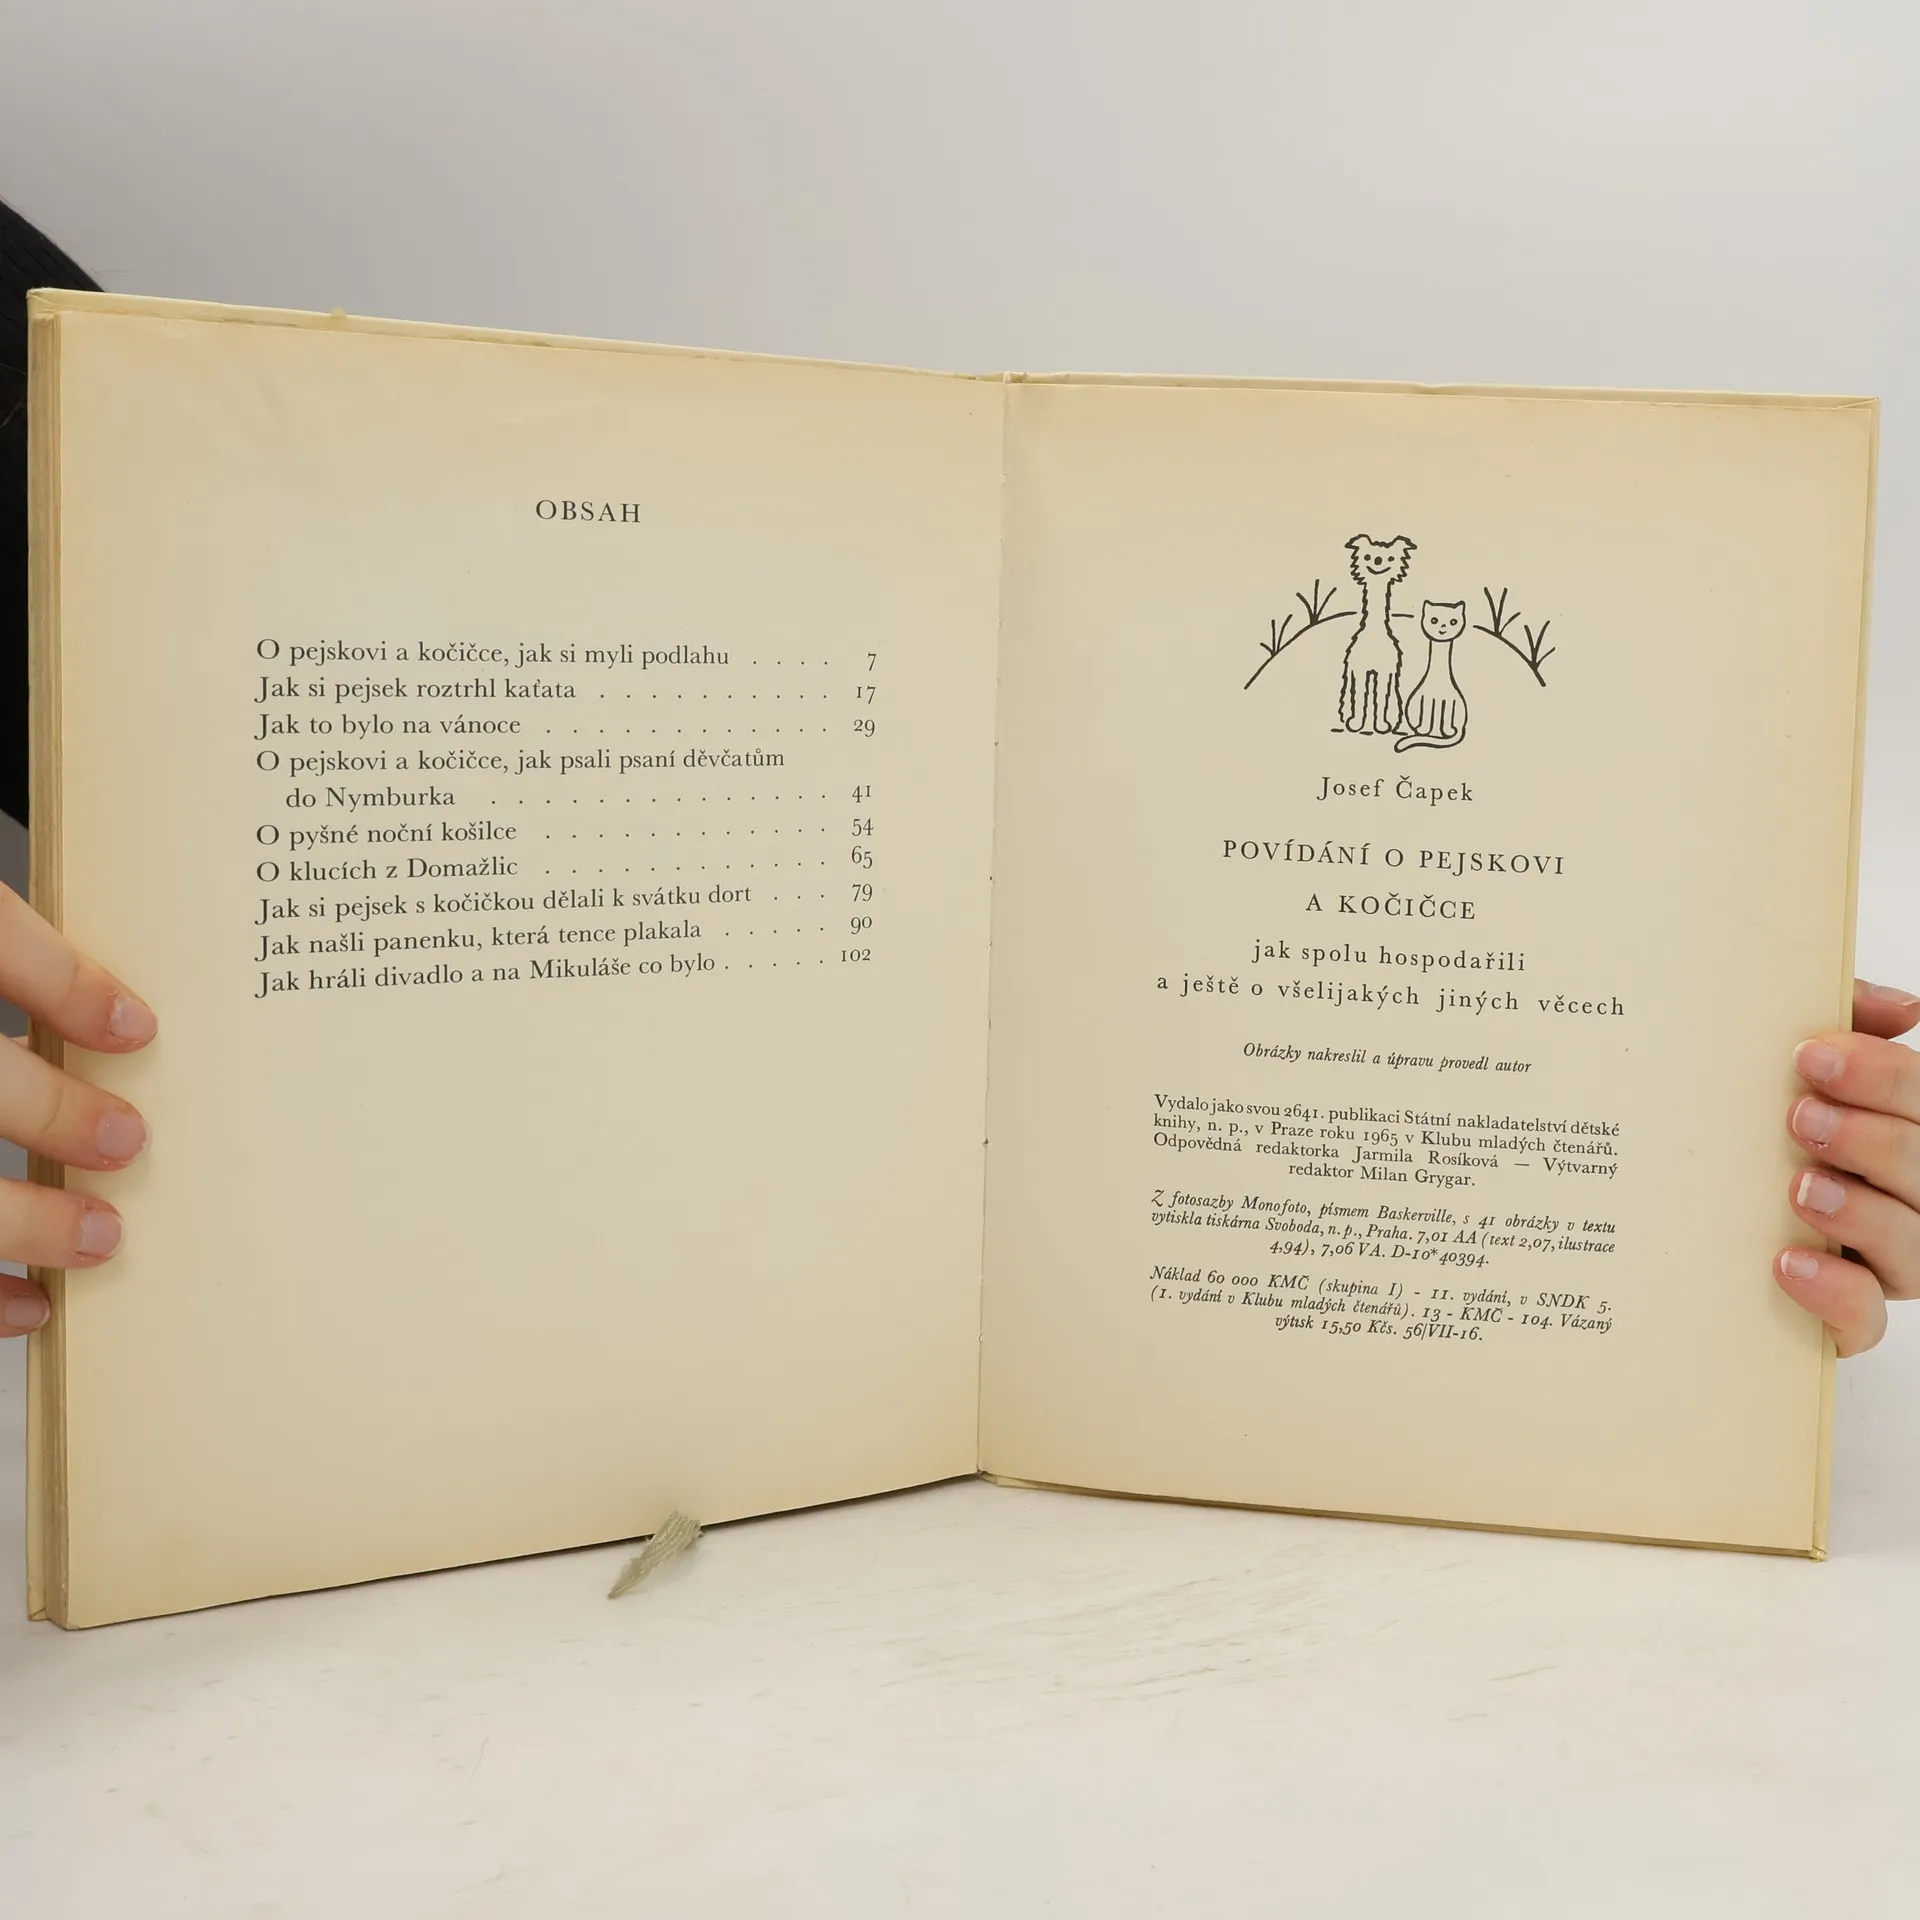 OBSAH
O pejskovi a kočičce, jak si myli podlahu . . . . 7
Jak si pejsek roztrhl kaťata . . . . . . . . . . 17
Jak to bylo na vánoce . . . . . . . . . . . . 29
O pejskovi a kočičce, jak psali psaní děvčatům
do Nymburka . . . . . . . . . . . . . 41
O pyšné noční košilce . . . . . . . . . . . 54
O klucích z Domažlic . . . . . . . . . . . 65
Jak si pejsek s kočičkou dělali k svátku dort . . . 79
Jak našli panenku, která tence plakala . . . . . 90
Jak hráli divadlo a na Mikuláše co bylo . . . . . 102
Josef Čapek
POVÍDÁNÍ O PEJSKOVI
A KOČIČCE
jak spolu hospodařili
a ještě o všelijakých jiných věcech
Obrázky nakreslil a úpravu provedl autor
Vydalo jako svou 2641. publikaci Státní nakladatelství dětské
knihy, n. p., v Praze roku 1965 v Klubu mladých čtenářů.
Odpovědná redaktorka Jarmila Rosíková — Výtvarný
redaktor Milan Grygar.
Z fotosazby Monofoto, písmem Baskerville, s 41 obrázky v textu
vytiskla tiskárna Svoboda, n. p., Praha. 7,01 AA (text 2,07, ilustrace
4,94), 7,06 VA. D-10*40394.
Náklad 60 000 KMČ (skupina I) - 11. vydání, v SNDK 5.
(1. vydání v Klubu mladých čtenářů). 13 - KMČ - 104. Vázaný
výtisk 15,50 Kčs. 56/VII-16.